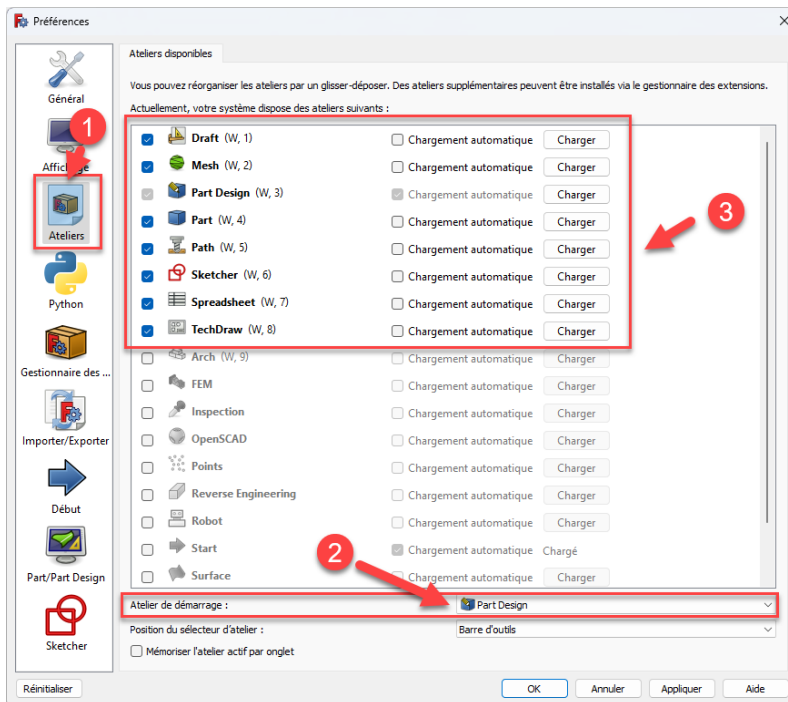 Préférences
Ateliers disponibles
Vous pouvez réorganiser les ateliers par un glisser-déposer. Des ateliers supplémentaires peuvent être installés via le gestionnaire des extensions.
Actuellement, votre système dispose des ateliers suivants :
Général
1
Affichage
Ateliers
Python
Gestionnaire des ...
Importer/Exporter
Début
Part/Part Design
Sketcher
Draft (W, 1) Chargement automatique Charger
Mesh (W, 2) Chargement automatique Charger
Part Design (W, 3) Chargement automatique Charger
Part (W, 4) Chargement automatique Charger
Path (W, 5) Chargement automatique Charger
Sketcher (W, 6) Chargement automatique Charger
Spreadsheet (W, 7) Chargement automatique Charger
TechDraw (W, 8) Chargement automatique Charger
3
Arch (W, 9) Chargement automatique Charger
FEM Chargement automatique Charger
Inspection Chargement automatique Charger
OpenSCAD Chargement automatique Charger
Points Chargement automatique Charger
Reverse Engineering Chargement automatique Charger
Robot Chargement automatique Charger
Start Chargement automatique Chargé
Surface Chargement automatique Charger
2
Atelier de démarrage : Part Design
Position du sélecteur d'atelier : Barre d'outils
Mémoriser l'atelier actif par onglet
Réinitialiser OK Annuler Appliquer Aide